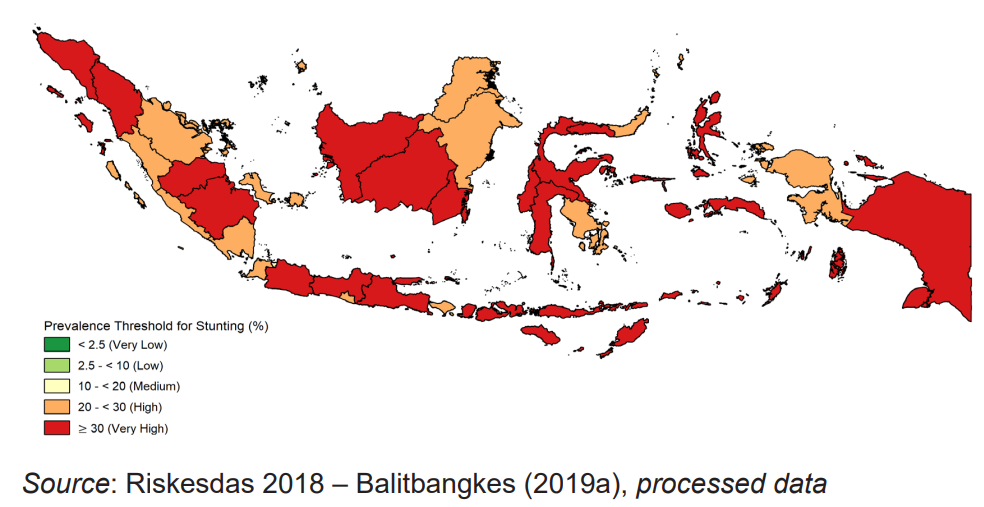 Prevalence Threshold for Stunting (%)
< 2.5 (Very Low)
2.5 - < 10 (Low)
10 - < 20 (Medium)
20 - < 30 (High)
≥ 30 (Very High)
Source: Riskesdas 2018 – Balitbangkes (2019a), processed data